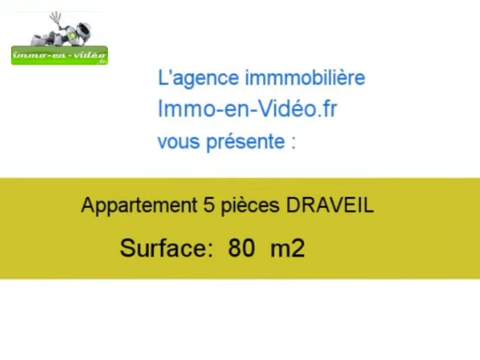 immo-en-vidéo
.fr
L'agence immmobilière
Immo-en-Vidéo.fr
vous présente :
Appartement 5 pièces DRAVEIL
Surface: 80 m2